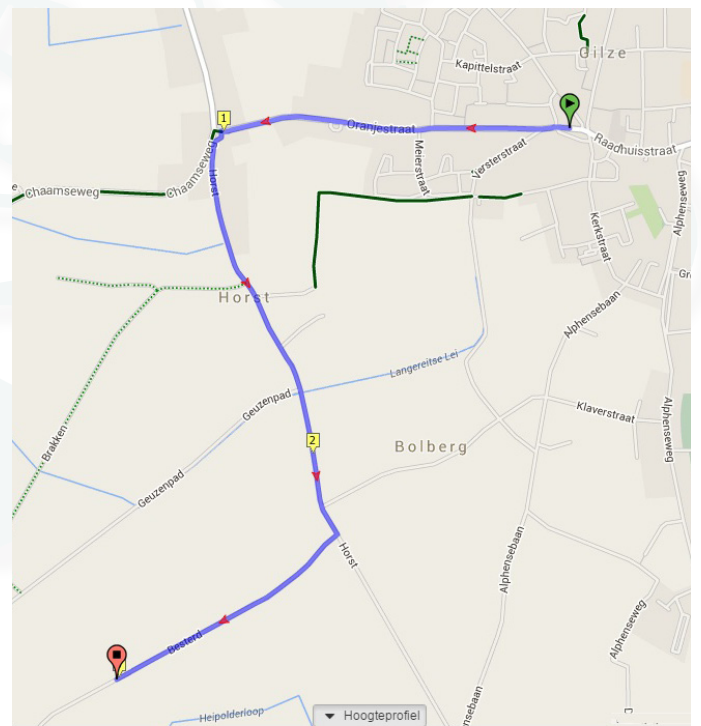 Gilze
Kapittelstraat
1
Oranjestraat
Raadhuisstraat
Meierstraat
Versterstraat
Chaamseweg
Chaamseweg
Horst
Alphenseweg
Kerkstraat
Horst
Alphensebaan
Langereitse Lei
Geuzenpad
Klaverstraat
Alphenseweg
Brakken
2
Bolberg
Geuzenpad
Horst
Alphensebaan
Alphenseweg
Besterd
Heipolderloop
Hoogteprofiel